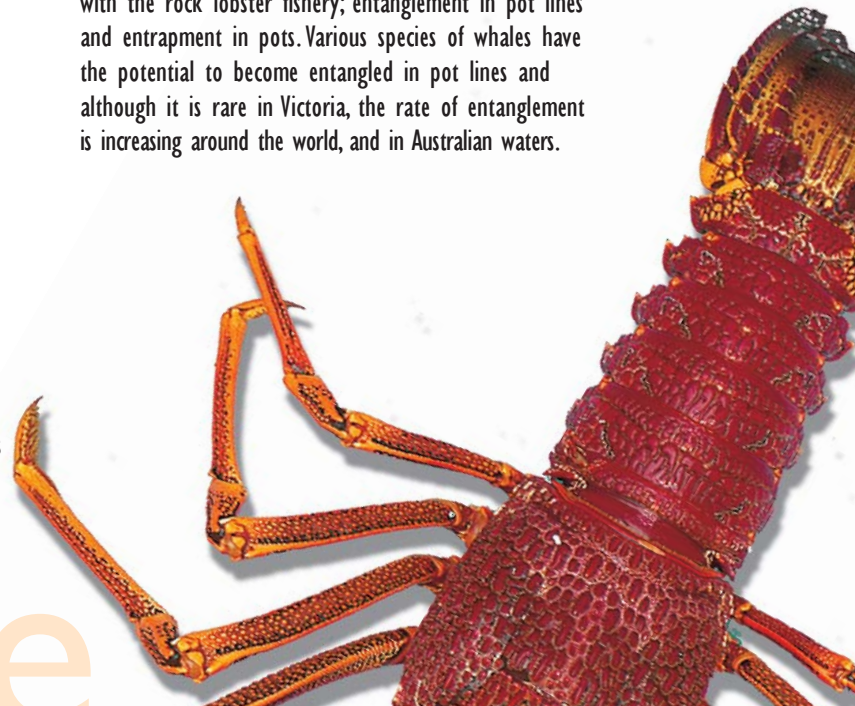 with the rock lobster fishery; entanglement in pot lines
and entrapment in pots. Various species of whales have
the potential to become entangled in pot lines and
although it is rare in Victoria, the rate of entanglement
is increasing around the world, and in Australian waters.
e